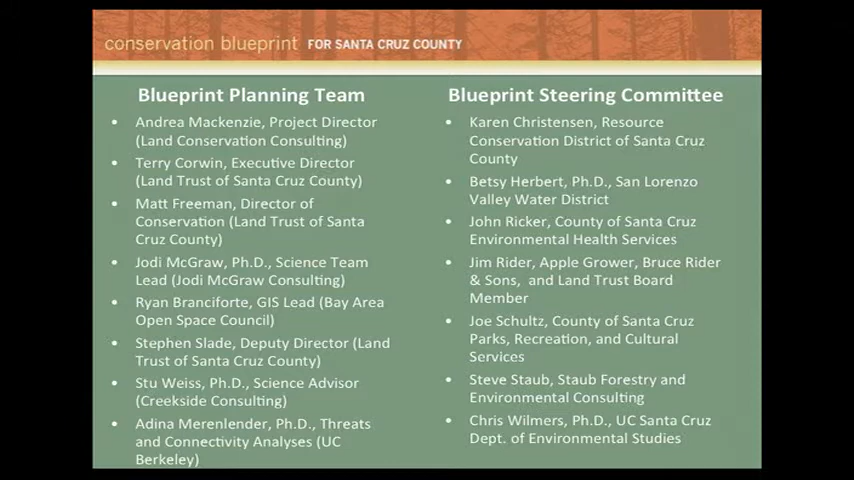 conservation blueprint FOR SANTA CRUZ COUNTY
Blueprint Planning Team
• Andrea Mackenzie, Project Director
(Land Conservation Consulting)
• Terry Corwin, Executive Director
(Land Trust of Santa Cruz County)
• Matt Freeman, Director of
Conservation (Land Trust of Santa
Cruz County)
• Jodi McGraw, Ph.D., Science Team
Lead (Jodi McGraw Consulting)
• Ryan Branciforte, GIS Lead (Bay Area
Open Space Council)
• Stephen Slade, Deputy Director (Land
Trust of Santa Cruz County)
• Stu Weiss, Ph.D., Science Advisor
(Creekside Consulting)
• Adina Merenlender, Ph.D., Threats
and Connectivity Analyses (UC
Berkeley)
Blueprint Steering Committee
• Karen Christensen, Resource
Conservation District of Santa Cruz
County
• Betsy Herbert, Ph.D., San Lorenzo
Valley Water District
• John Ricker, County of Santa Cruz
Environmental Health Services
• Jim Rider, Apple Grower, Bruce Rider
& Sons, and Land Trust Board
Member
• Joe Schultz, County of Santa Cruz
Parks, Recreation, and Cultural
Services
• Steve Staub, Staub Forestry and
Environmental Consulting
• Chris Wilmers, Ph.D., UC Santa Cruz
Dept. of Environmental Studies